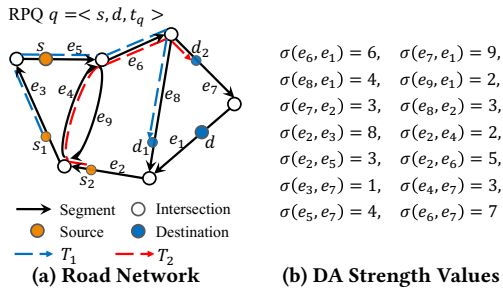 RPQ q =< s, d, t_q >
s e_5 d_2
e_6
e_3 e_4 e_8 e_7
e_9
s_1 d_1 e_1 d
s_2 e_2
Segment Intersection
Source Destination
T_1 T_2
(a) Road Network
σ(e_6, e_1) = 6, σ(e_7, e_1) = 9,
σ(e_8, e_1) = 4, σ(e_9, e_1) = 2,
σ(e_7, e_2) = 3, σ(e_8, e_2) = 3,
σ(e_2, e_3) = 8, σ(e_2, e_4) = 2,
σ(e_2, e_5) = 3, σ(e_2, e_6) = 2,
σ(e_3, e_7) = 1, σ(e_4, e_7) = 3,
σ(e_5, e_7) = 4, σ(e_6, e_7) = 7
(b) DA Strength Values